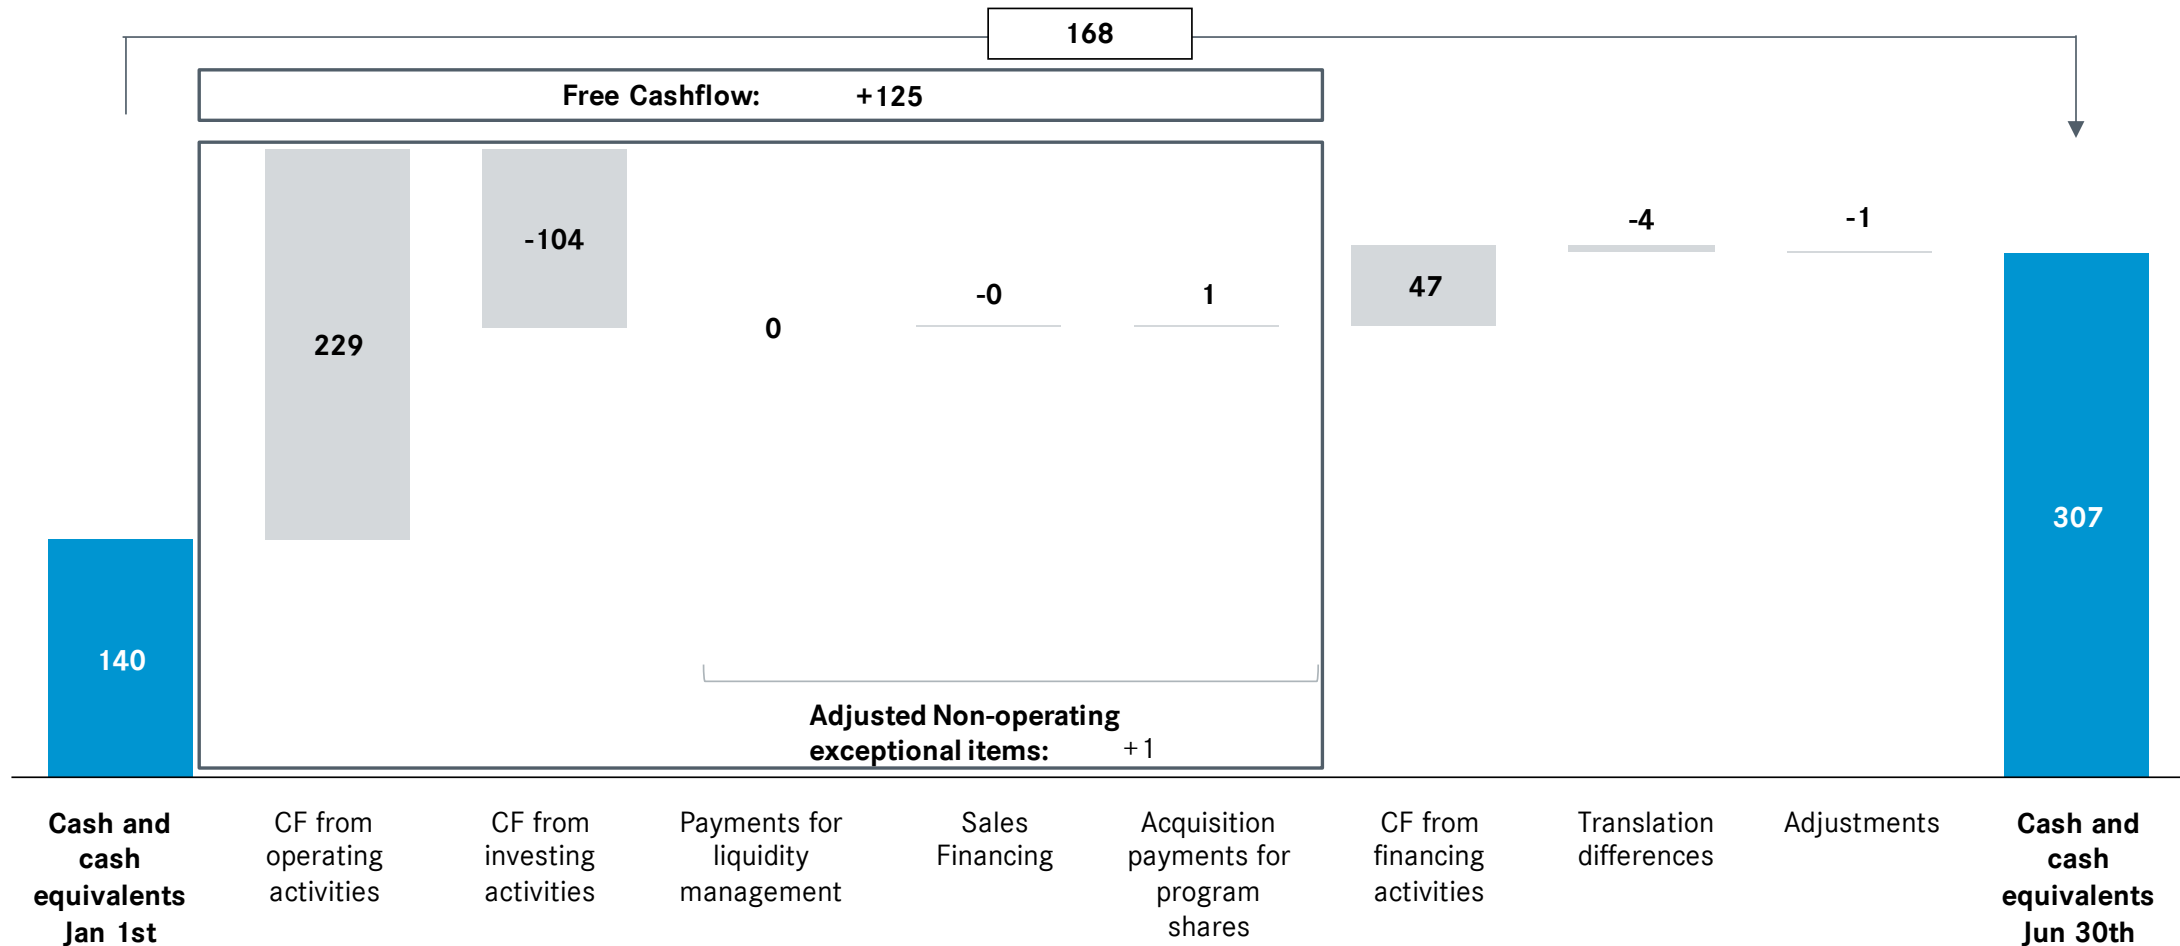 168
Free Cashflow: +125
229
-104
0
-0
1
47
-4
-1
140
307
Adjusted Non-operating
exceptional items: +1
Cash and
cash
equivalents
Jan 1st
CF from
operating
activities
CF from
investing
activities
Payments for
liquidity
management
Sales
Financing
Acquisition
payments for
program
shares
CF from
financing
activities
Translation
differences
Adjustments
Cash and
cash
equivalents
Jun 30th